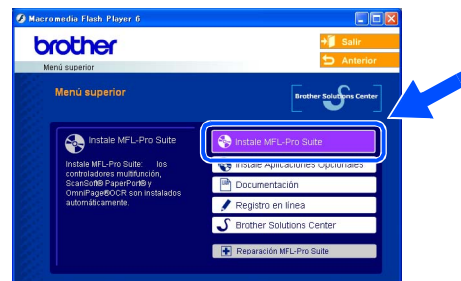 Macromedia Flash Player 6
brother
Salir
Anterior
Menú superior
Menú superior
Brother Solutions Center
Instale MFL-Pro Suite
Instale MFL-Pro Suite: los
controladores multifunción,
ScanSoft® PaperPort® y
OmniPage®OCR son instalados
automáticamente.
Instale MFL-Pro Suite
Instale Aplicaciones Opcionales
Documentación
Registro en línea
Brother Solutions Center
Reparación MFL-Pro Suite